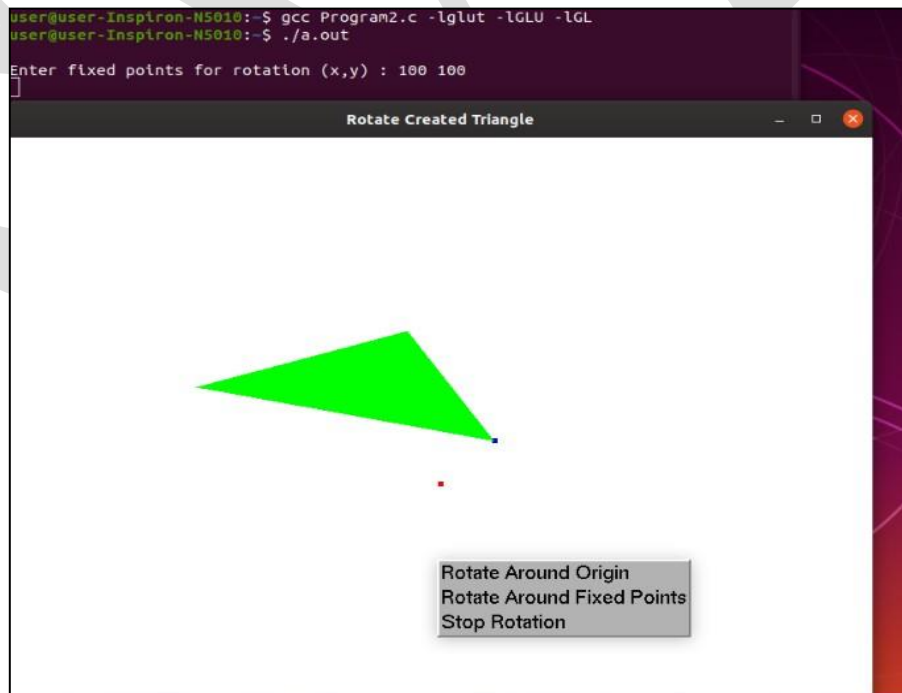 user@user-Inspiron-N5010:~$ gcc Program2.c -lglut -lGLU -lGL
user@user-Inspiron-N5010:~$ ./a.out
Enter fixed points for rotation (x,y) : 100 100
Rotate Created Triangle
Rotate Around Origin
Rotate Around Fixed Points
Stop Rotation